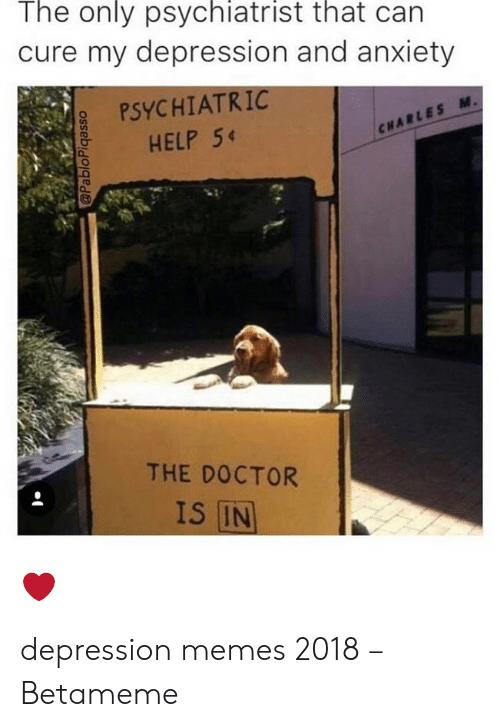 The only psychiatrist that can
cure my depression and anxiety
@PabloPiqasso
PSYCHIATRIC
HELP 5¢
CHARLES M.
THE DOCTOR
IS IN
depression memes 2018 –
Betameme